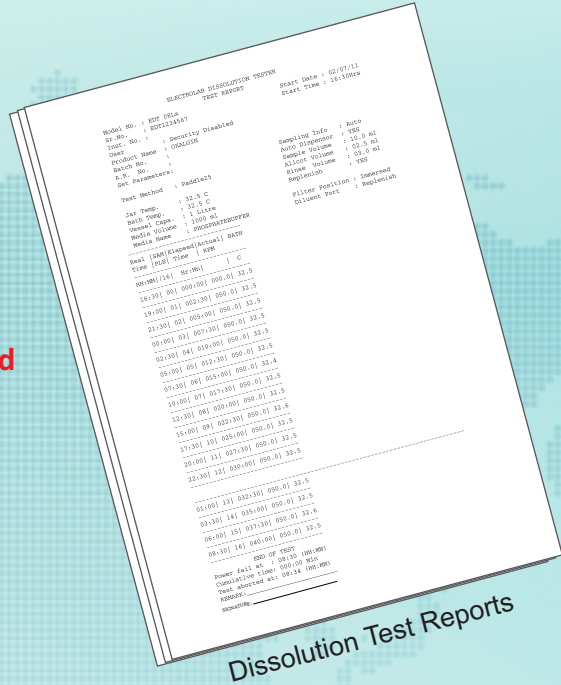 ELECTROLAB DISSOLUTION TESTER
TEST REPORT
Model No. : EDT 08Lx
Sr.No. : EDT1234567
Inst. No. :
User : Security Disabled
Product Name : OXALGIN
Batch No. :
A.R. No. :
Set Parameters:
Test Method : Paddle25
Jar Temp. : 32.5 C
Bath Temp. : 32.5 C
Vessel Capa. : 1 Litre
Media Volume : 1000 ml
Media Name : PHOSPHATEBUFFER
Start Date : 02/07/11
Start Time : 16:30Hrs
Sampling Info : Auto
Auto Dispensor : YES
Sample Volume : 10.0 ml
Alicot Volume : 02.5 ml
Rinse Volume : 03.0 ml
Replenish : YES
Filter Position : Immersed
Diluent Port : Replenish
Real |SAM|Elapsed|Actual| BATH
Time |PLE| Time | RPM
HH:MM|/16| Hr:Mn| | C
16:30| 00| 000:00| 000.0| 32.5
19:00| 01| 002:30| 050.0| 32.5
21:30| 02| 005:00| 050.0| 32.5
00:00| 03| 007:30| 050.0| 32.5
02:30| 04| 010:00| 050.0| 32.5
05:00| 05| 012:30| 050.0| 32.5
07:30| 06| 015:00| 050.0| 32.4
10:00| 07| 017:30| 050.0| 32.5
12:30| 08| 020:00| 050.0| 32.5
15:00| 09| 022:30| 050.0| 32.6
17:30| 10| 025:00| 050.0| 32.5
20:00| 11| 027:30| 050.0| 32.5
22:30| 12| 030:00| 050.0| 32.5
01:00| 13| 032:30| 050.0| 32.5
03:30| 14| 035:00| 050.0| 32.5
06:00| 15| 037:30| 050.0| 32.6
08:30| 16| 040:00| 050.0| 32.5
END OF TEST
Power fail at : 08:30 (HH:MM)
Cumulative time: 000:00 Min
Test aborted at: 08:34 (HH:MM)
REMARK:
SIGNATURE:
d
Dissolution Test Reports